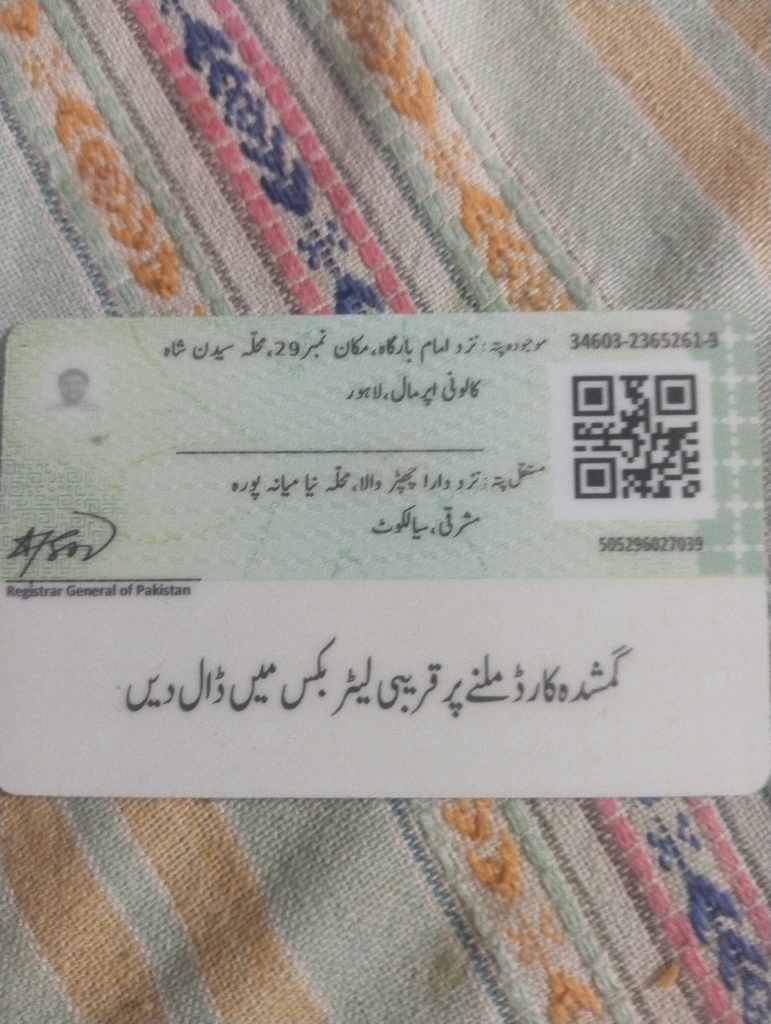 34603-2365261-9
موجودہ پتہ: نزد امام بارگاہ، مکان نمبر 29، محلہ سیدن شاہ
کالونی اپر مال، لاہور
مستقل پتہ: نزد دارا چھپڑ والا، محلہ نیا میانہ پورہ
مشرقی، سیالکوٹ
505296027039
Registrar General of Pakistan
گمشدہ کارڈ ملنے پر قریبی لیٹر بکس میں ڈال دیں